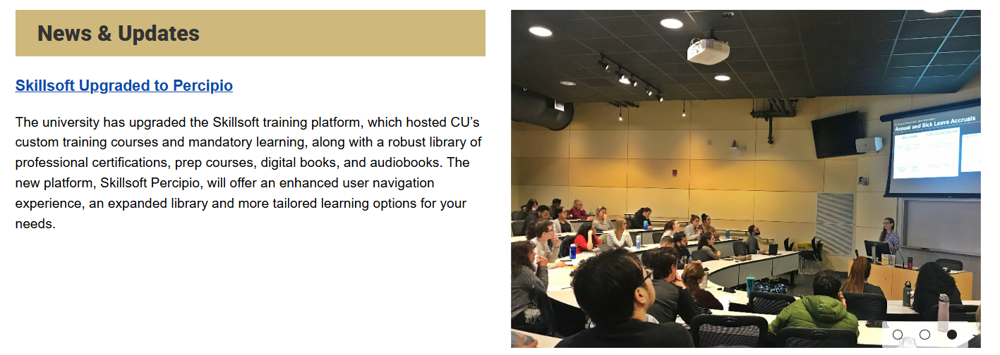 News & Updates
Skillsoft Upgraded to Percipio
The university has upgraded the Skillsoft training platform, which hosted CU's
custom training courses and mandatory learning, along with a robust library of
professional certifications, prep courses, digital books, and audiobooks. The
new platform, Skillsoft Percipio, will offer an enhanced user navigation
experience, an expanded library and more tailored learning options for your
needs.
Annual and Sick Leave Accruals